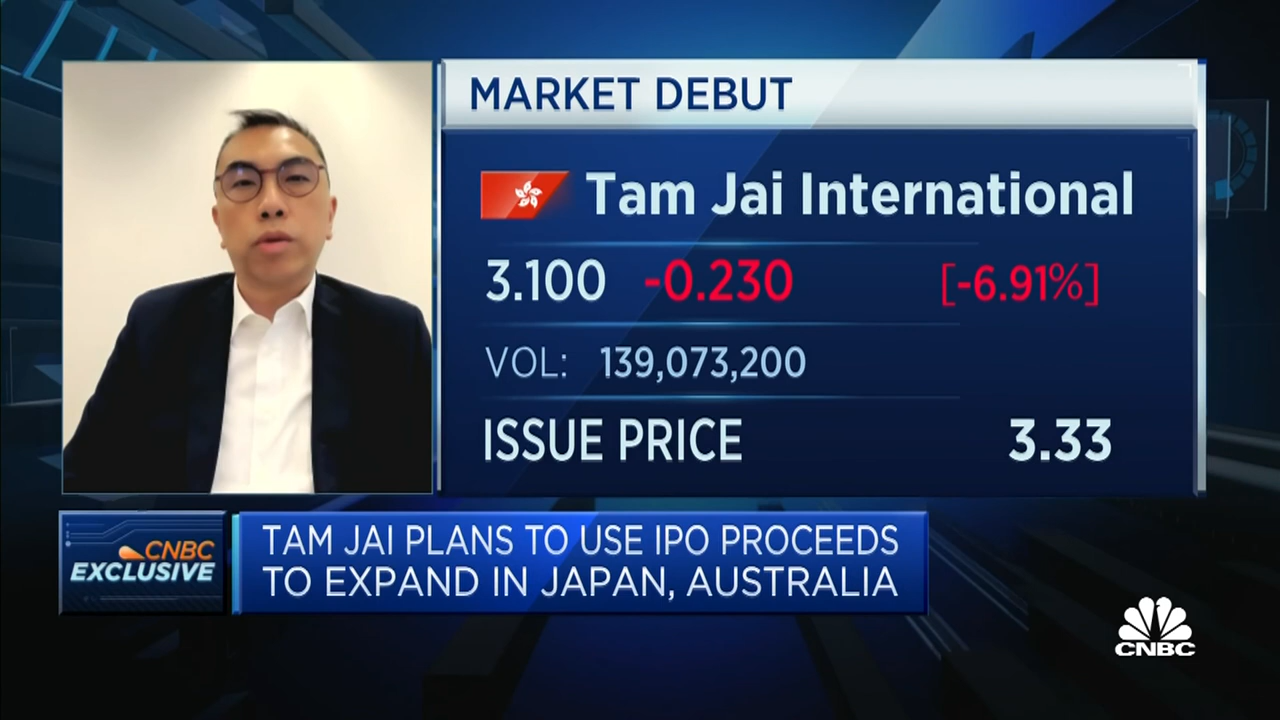 MARKET DEBUT
Tam Jai International
3.100 -0.230 [-6.91%]
VOL: 139,073,200
ISSUE PRICE 3.33
CNBC
EXCLUSIVE
TAM JAI PLANS TO USE IPO PROCEEDS
TO EXPAND IN JAPAN, AUSTRALIA
CNBC